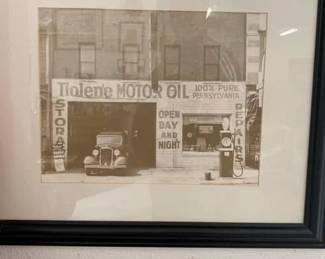 Tiolene MOTOR OIL
100% PURE
PENNSYLVANIA
STORAGE
OPEN
DAY AND
NIGHT
REPAIRS